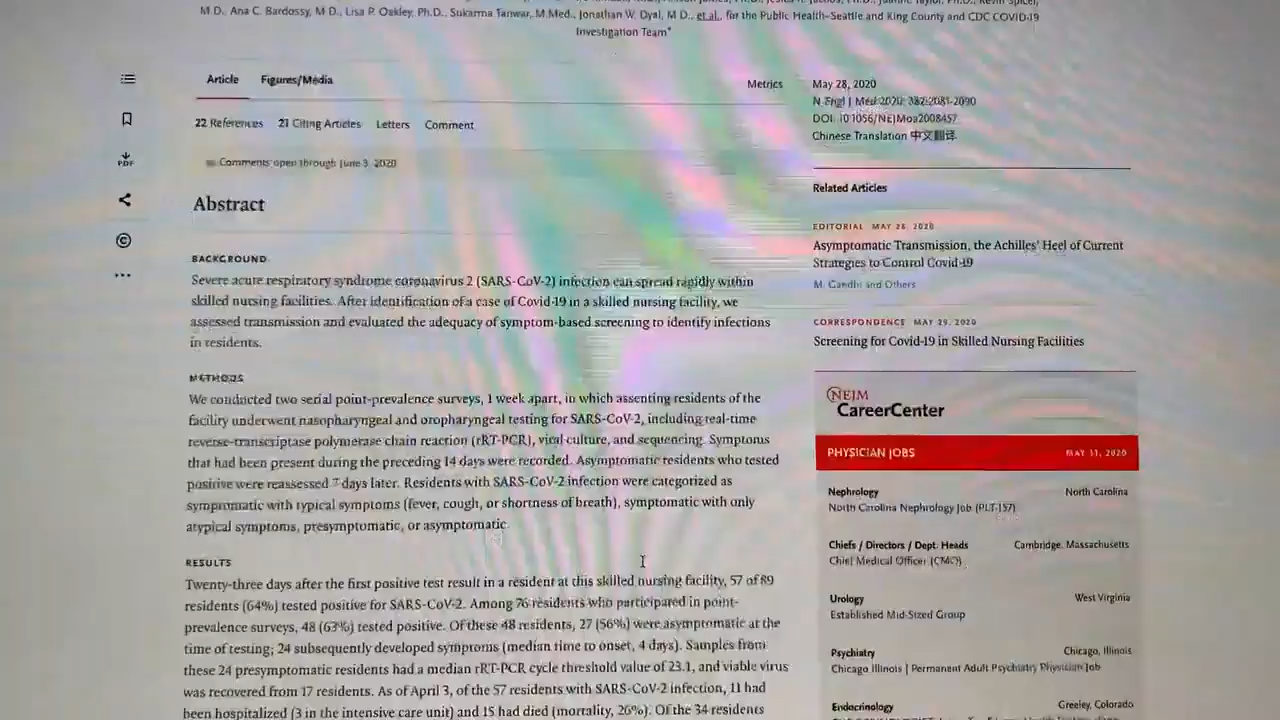 M.D., Ana C. Bardossy, M.D., Lisa P. Oakley, Ph.D., Sukarma Tanwar, M.Med., Jonathan W. Dyal, M.D., et al., for the Public Health–Seattle and King County and CDC COVID-19
Investigation Team*
Article Figures/Media
Metrics
22 References 21 Citing Articles Letters Comment
Comments open through June 3, 2020
PDF
Abstract
BACKGROUND
Severe acute respiratory syndrome coronavirus 2 (SARS-CoV-2) infection can spread rapidly within
skilled nursing facilities. After identification of a case of Covid-19 in a skilled nursing facility, we
assessed transmission and evaluated the adequacy of symptom-based screening to identify infections
in residents.
METHODS
We conducted two serial point-prevalence surveys, 1 week apart, in which assenting residents of the
facility underwent nasopharyngeal and oropharyngeal testing for SARS-CoV-2, including real-time
reverse-transcriptase polymerase chain reaction (rRT-PCR), viral culture, and sequencing. Symptoms
that had been present during the preceding 14 days were recorded. Asymptomatic residents who tested
positive were reassessed 7 days later. Residents with SARS-CoV-2 infection were categorized as
symptomatic with typical symptoms (fever, cough, or shortness of breath), symptomatic with only
atypical symptoms, presymptomatic, or asymptomatic.
RESULTS
Twenty-three days after the first positive test result in a resident at this skilled nursing facility, 57 of 89
residents (64%) tested positive for SARS-CoV-2. Among 76 residents who participated in point-
prevalence surveys, 48 (63%) tested positive. Of these 48 residents, 27 (56%) were asymptomatic at the
time of testing; 24 subsequently developed symptoms (median time to onset, 4 days). Samples from
these 24 presymptomatic residents had a median rRT-PCR cycle threshold value of 23.1, and viable virus
was recovered from 17 residents. As of April 3, of the 57 residents with SARS-CoV-2 infection, 11 had
been hospitalized (3 in the intensive care unit) and 15 had died (mortality, 26%). Of the 34 residents
May 28, 2020
N Engl J Med 2020; 382:2081-2090
DOI: 10.1056/NEJMoa2008457
Chinese Translation 中文翻译
Related Articles
EDITORIAL MAY 28, 2020
Asymptomatic Transmission, the Achilles' Heel of Current
Strategies to Control Covid-19
M. Gandhi and Others
CORRESPONDENCE MAY 29, 2020
Screening for Covid-19 in Skilled Nursing Facilities
NEJM
CareerCenter
PHYSICIAN JOBS MAY 31, 2020
Nephrology North Carolina
North Carolina Nephrology Job (PLT-157)
Chiefs / Directors / Dept. Heads Cambridge, Massachusetts
Chief Medical Officer (CMO)
Urology West Virginia
Established Mid-Sized Group
Psychiatry Chicago, Illinois
Chicago Illinois | Permanent Adult Psychiatry Physician Job
Endocrinology Greeley, Colorado